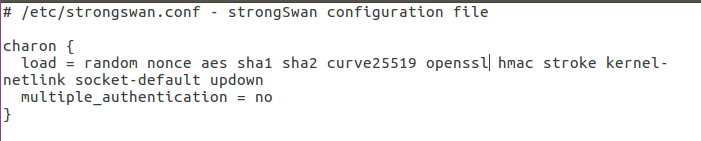 # /etc/strongswan.conf - strongSwan configuration file
charon {
  load = random nonce aes sha1 sha2 curve25519 openssl hmac stroke kernel-
netlink socket-default updown
  multiple_authentication = no
}